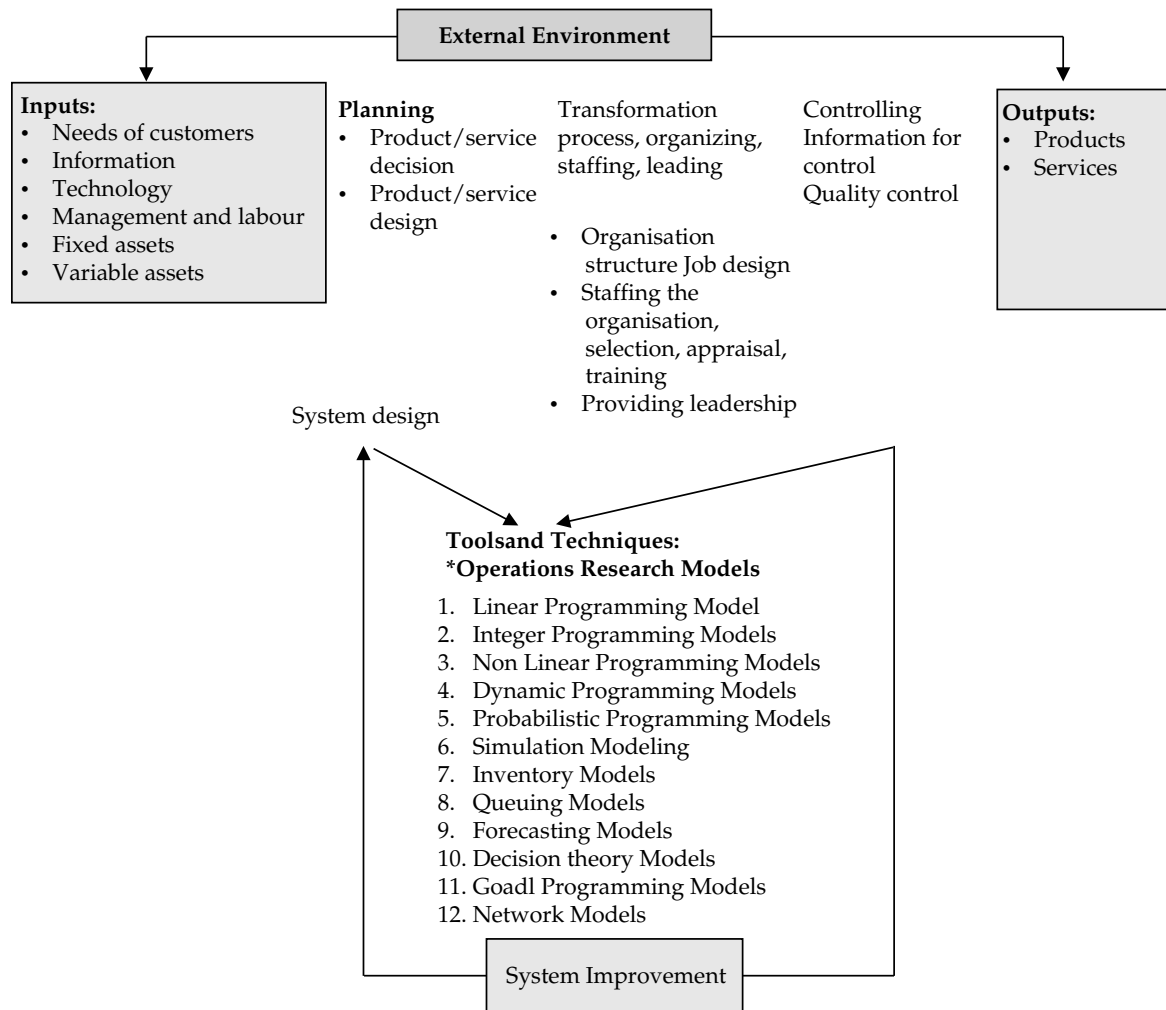 External Environment
Inputs:
• Needs of customers
• Information
• Technology
• Management and labour
• Fixed assets
• Variable assets
Planning
• Product/service
decision
• Product/service
design
Transformation
process, organizing,
staffing, leading
• Organisation
structure Job design
• Staffing the
organisation,
selection, appraisal,
training
• Providing leadership
Controlling
Information for
control
Quality control
Outputs:
• Products
• Services
System design
Toolsand Techniques:
*Operations Research Models
1. Linear Programming Model
2. Integer Programming Models
3. Non Linear Programming Models
4. Dynamic Programming Models
5. Probabilistic Programming Models
6. Simulation Modeling
7. Inventory Models
8. Queuing Models
9. Forecasting Models
10. Decision theory Models
11. Goadl Programming Models
12. Network Models
System Improvement